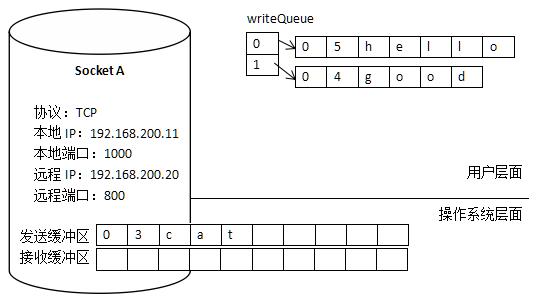 writeQueue
0
0 5 h e l l o
1
0 4 g o o d
Socket A
协议：TCP
本地 IP：192.168.200.11
本地端口：1000
远程 IP：192.168.200.20
远程端口：800
用户层面
操作系统层面
发送缓冲区 0 3 c a t
接收缓冲区